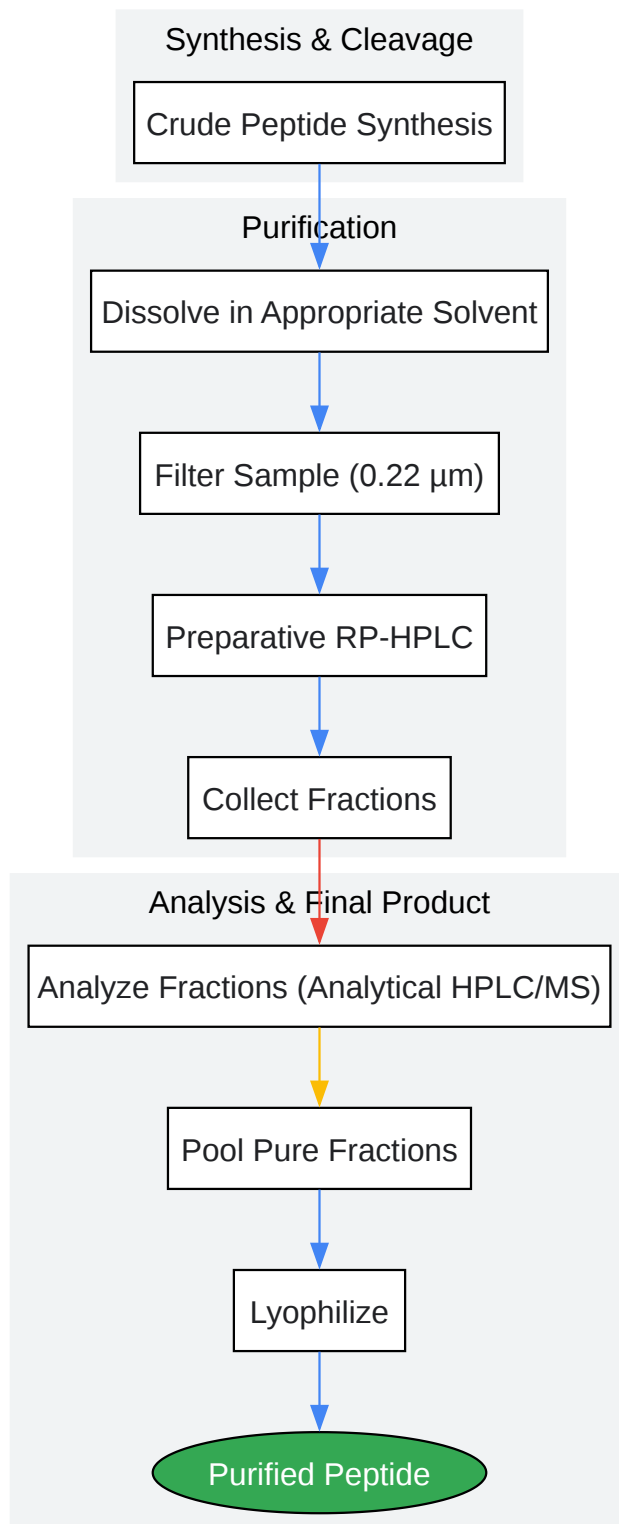 Synthesis & Cleavage
Crude Peptide Synthesis
Purification
Dissolve in Appropriate Solvent
Filter Sample (0.22 µm)
Preparative RP-HPLC
Collect Fractions
Analysis & Final Product
Analyze Fractions (Analytical HPLC/MS)
Pool Pure Fractions
Lyophilize
Purified Peptide